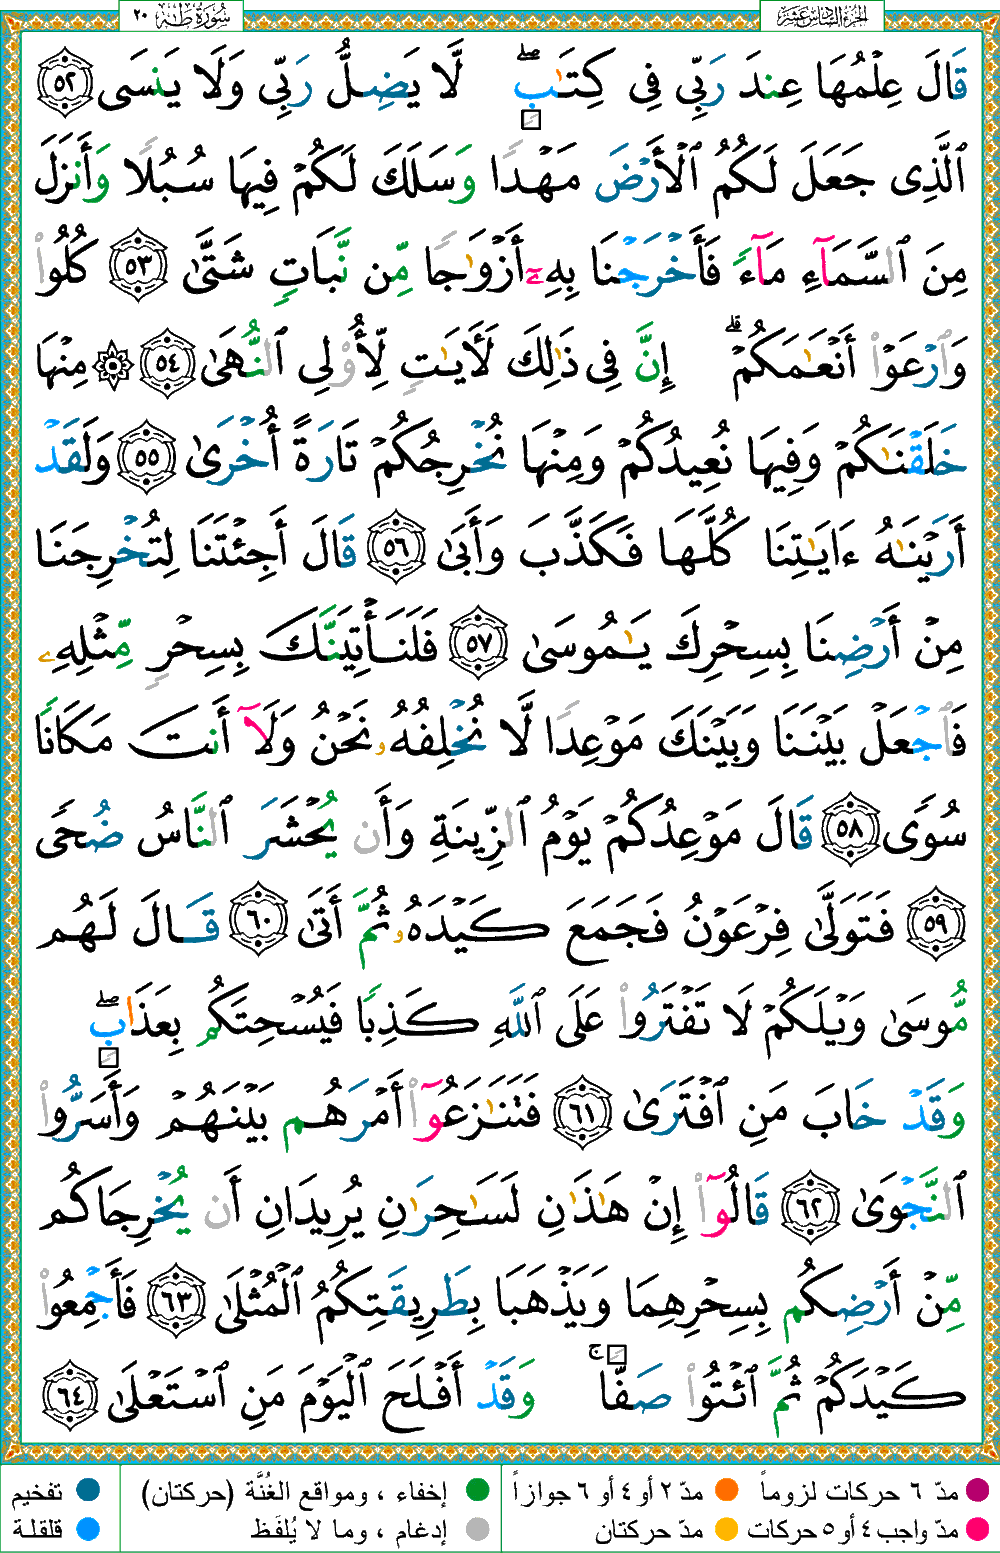 سُورَةُ طه ٢٠
الجزء السادس عشر
قَالَ عِلْمُهَا عِندَ رَبِّي فِي كِتَٰبٍ ۖ لَّا يَضِلُّ رَبِّي وَلَا يَنسَى ٥٢
ٱلَّذِي جَعَلَ لَكُمُ ٱلْأَرْضَ مَهْدًا وَسَلَكَ لَكُمْ فِيهَا سُبُلًا وَأَنزَلَ
مِنَ ٱلسَّمَآءِ مَآءً فَأَخْرَجْنَا بِهِۦٓ أَزْوَٰجًا مِّن نَّبَاتٍ شَتَّىٰ ٥٣ كُلُوا۟
وَٱرْعَوْا۟ أَنْعَٰمَكُمْ ۗ إِنَّ فِي ذَٰلِكَ لَءَايَٰتٍ لِّأُو۟لِي ٱلنُّهَىٰ ٥٤ ۞ مِنْهَا
خَلَقْنَٰكُمْ وَفِيهَا نُعِيدُكُمْ وَمِنْهَا نُخْرِجُكُمْ تَارَةً أُخْرَىٰ ٥٥ وَلَقَدْ
أَرَيْنَٰهُ ءَايَٰتِنَا كُلَّهَا فَكَذَّبَ وَأَبَىٰ ٥٦ قَالَ أَجِئْتَنَا لِتُخْرِجَنَا
مِنْ أَرْضِنَا بِسِحْرِكَ يَٰمُوسَىٰ ٥٧ فَلَنَأْتِيَنَّكَ بِسِحْرٍ مِّثْلِهِۦ
فَٱجْعَلْ بَيْنَنَا وَبَيْنَكَ مَوْعِدًا لَّا نُخْلِفُهُۥ نَحْنُ وَلَآ أَنتَ مَكَانًا
سُوًى ٥٨ قَالَ مَوْعِدُكُمْ يَوْمُ ٱلزِّينَةِ وَأَن يُحْشَرَ ٱلنَّاسُ ضُحًى
٥٩ فَتَوَلَّىٰ فِرْعَوْنُ فَجَمَعَ كَيْدَهُۥ ثُمَّ أَتَىٰ ٦٠ قَالَ لَهُم
مُّوسَىٰ وَيْلَكُمْ لَا تَفْتَرُوا۟ عَلَى ٱللَّهِ كَذِبًا فَيُسْحِتَكُم بِعَذَابٍ ۖ
وَقَدْ خَابَ مَنِ ٱفْتَرَىٰ ٦١ فَتَنَٰزَعُوٓا۟ أَمْرَهُم بَيْنَهُمْ وَأَسَرُّوا۟
ٱلنَّجْوَىٰ ٦٢ قَالُوٓا۟ إِنْ هَٰذَٰنِ لَسَٰحِرَٰنِ يُرِيدَانِ أَن يُخْرِجَاكُم
مِّنْ أَرْضِكُم بِسِحْرِهِمَا وَيَذْهَبَا بِطَرِيقَتِكُمُ ٱلْمُثْلَىٰ ٦٣ فَأَجْمِعُوا۟
كَيْدَكُمْ ثُمَّ ٱئْتُوا۟ صَفًّا ۚ وَقَدْ أَفْلَحَ ٱلْيَوْمَ مَنِ ٱسْتَعْلَىٰ ٦٤
مدّ ٦ حركات لزوماً مدّ ٢ أو ٤ أو ٦ جوازاً إخفاء ، ومواقع الغُنَّة (حركتان) تفخيم
مدّ واجب ٤ أو ٥ حركات مدّ حركتان إدغام ، وما لا يُلفَظ قلقلة